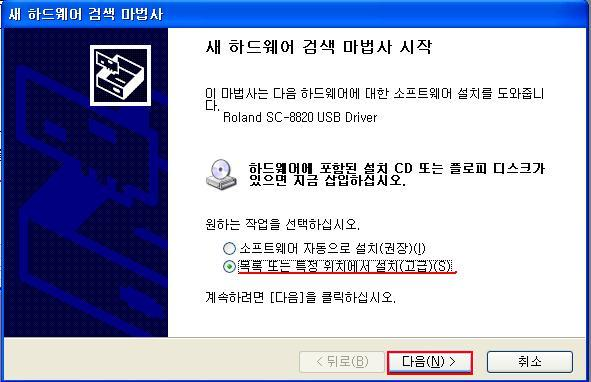 새 하드웨어 검색 마법사
새 하드웨어 검색 마법사 시작
이 마법사는 다음 하드웨어에 대한 소프트웨어 설치를 도와줍니
다.
Roland SC-8820 USB Driver
하드웨어에 포함된 설치 CD 또는 플로피 디스크가
있으면 지금 삽입하십시오.
원하는 작업을 선택하십시오.
소프트웨어 자동으로 설치(권장)(I)
목록 또는 특정 위치에서 설치(고급)(S)
계속하려면 [다음]을 클릭하십시오.
< 뒤로(B) 다음(N) > 취소